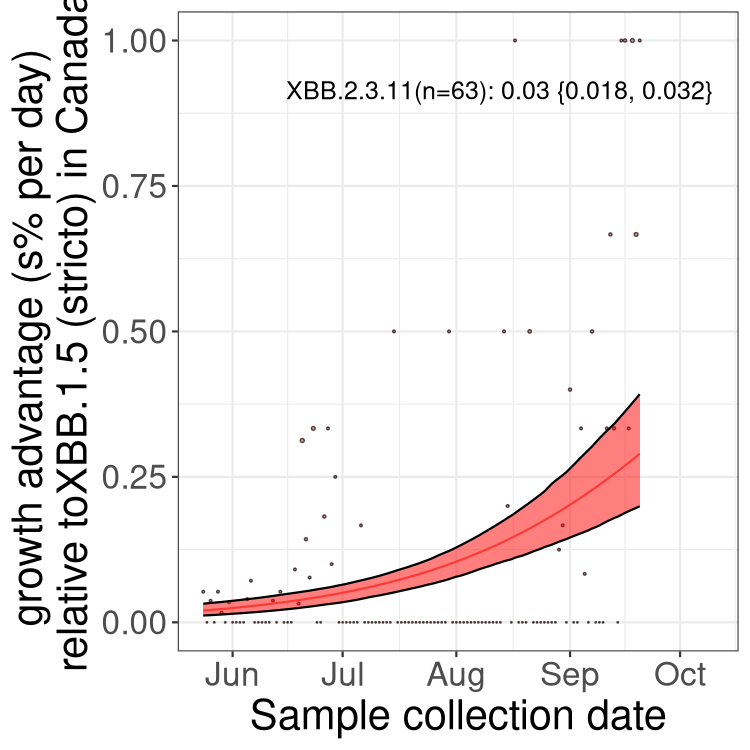 growth advantage (s% per day)
relative toXBB.1.5 (stricto) in Canada
1.00
0.75
0.50
0.25
0.00
XBB.2.3.11(n=63): 0.03 {0.018, 0.032}
Jun Jul Aug Sep Oct
Sample collection date